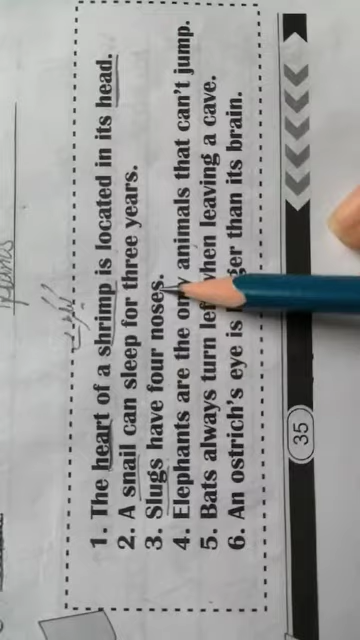 1. The heart of a shrimp is located in its head.
2. A snail can sleep for three years.
3. Slugs have four noses.
4. Elephants are the animals that can't jump.
5. Bats always turn when leaving a cave.
6. An ostrich's eye is than its brain.
35